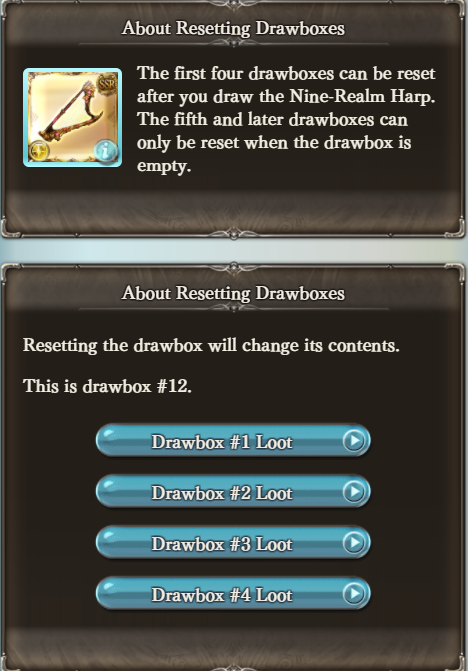 About Resetting Drawboxes
SSR
The first four drawboxes can be reset
after you draw the Nine-Realm Harp.
The fifth and later drawboxes can
only be reset when the drawbox is
empty.
About Resetting Drawboxes
Resetting the drawbox will change its contents.
This is drawbox #12.
Drawbox #1 Loot
Drawbox #2 Loot
Drawbox #3 Loot
Drawbox #4 Loot